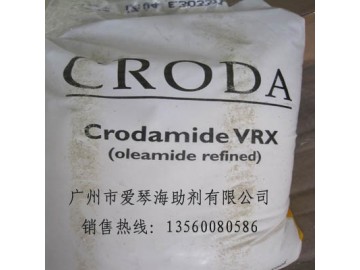 CRODA
Crodamide VRX
(oleamide refined)
广州市爱琴海助剂有限公司
销售热线：13560080586